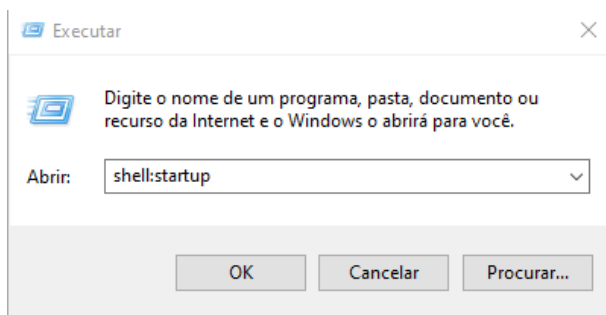 Executar
Digite o nome de um programa, pasta, documento ou
recurso da Internet e o Windows o abrirá para você.
Abrir: shell:startup
OK Cancelar Procurar...